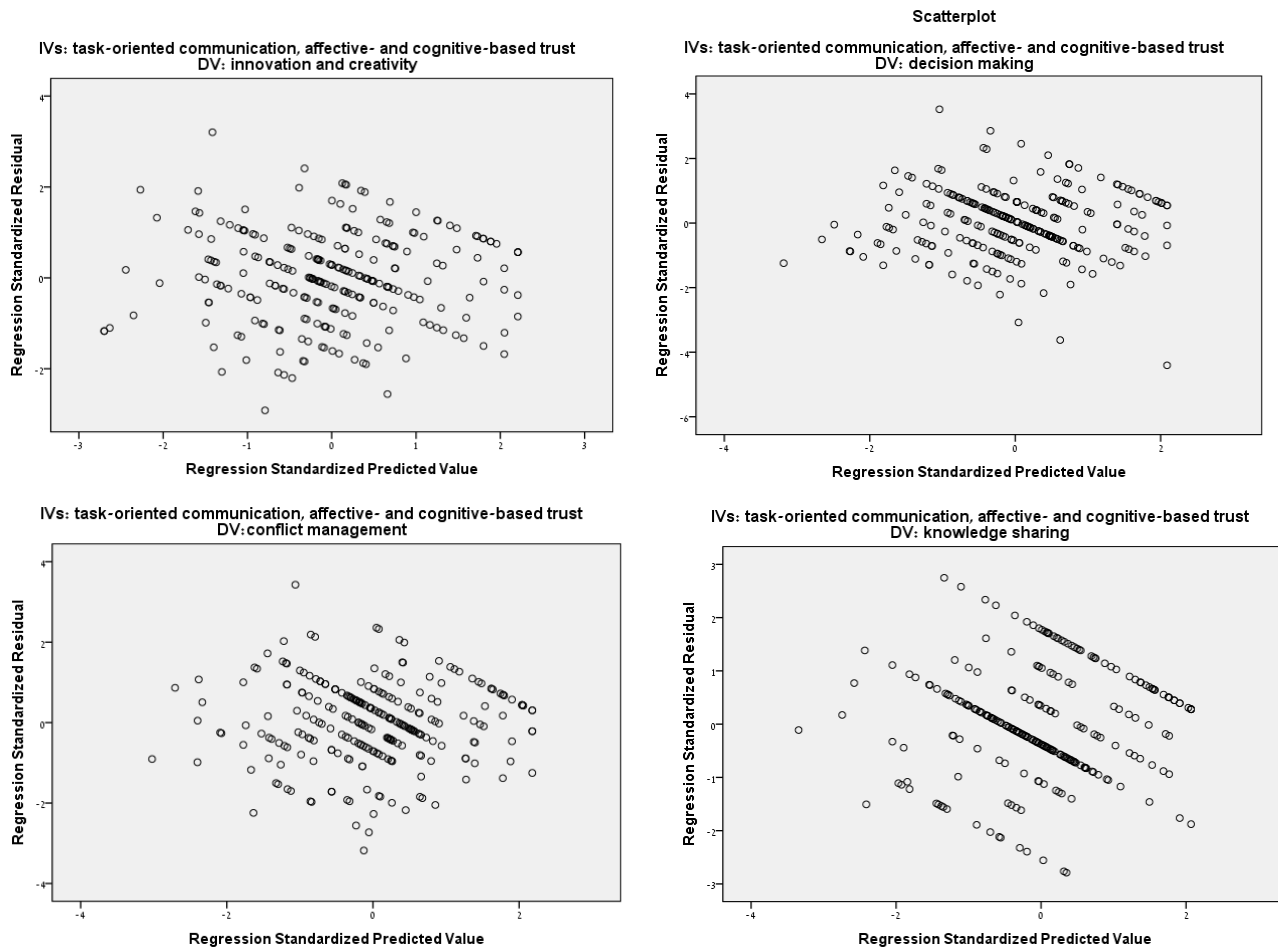 Scatterplot
IVs: task-oriented communication, affective- and cognitive-based trust
DV: innovation and creativity
4
2
0
-2
Regression Standardized Residual
-3
-2
-1
0
1
2
3
Regression Standardized Predicted Value
IVs: task-oriented communication, affective- and cognitive-based trust
DV: decision making
4
2
0
-2
-4
-6
Regression Standardized Residual
-4
-2
0
2
Regression Standardized Predicted Value
IVs: task-oriented communication, affective- and cognitive-based trust
DV:conflict management
4
2
0
-2
-4
Regression Standardized Residual
-4
-2
0
2
Regression Standardized Predicted Value
IVs: task-oriented communication, affective- and cognitive-based trust
DV: knowledge sharing
3
2
1
0
-1
-2
-3
Regression Standardized Residual
-4
-2
0
2
Regression Standardized Predicted Value